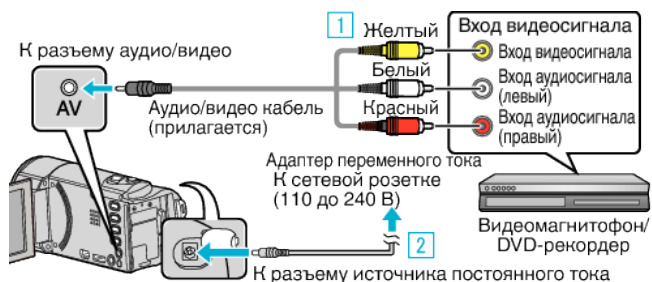 К разъему аудио/видео
AV
Аудио/видео кабель
(прилагается)
1
Желтый
Белый
Красный
Вход видеосигнала
Вход видеосигнала
Вход аудиосигнала
(левый)
Вход аудиосигнала
(правый)
Видеомагнитофон/
DVD-рекордер
Адаптер переменного тока
К сетевой розетке
(110 до 240 В)
2
К разъему источника постоянного тока